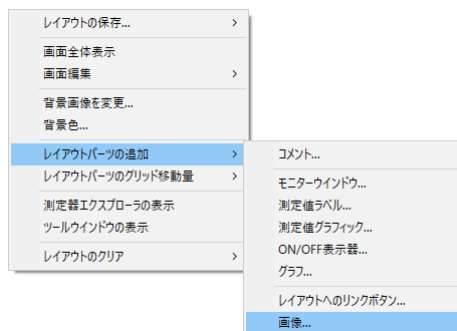 レイアウトの保存...
画面全体表示
画面編集
背景画像を変更...
背景色...
レイアウトパーツの追加
レイアウトパーツのグリッド移動量
測定器エクスプローラの表示
ツールウインドウの表示
レイアウトのクリア
コメント...
モニターウインドウ...
測定値ラベル...
測定値グラフィック...
ON/OFF表示器...
グラフ...
レイアウトへのリンクボタン...
画像...